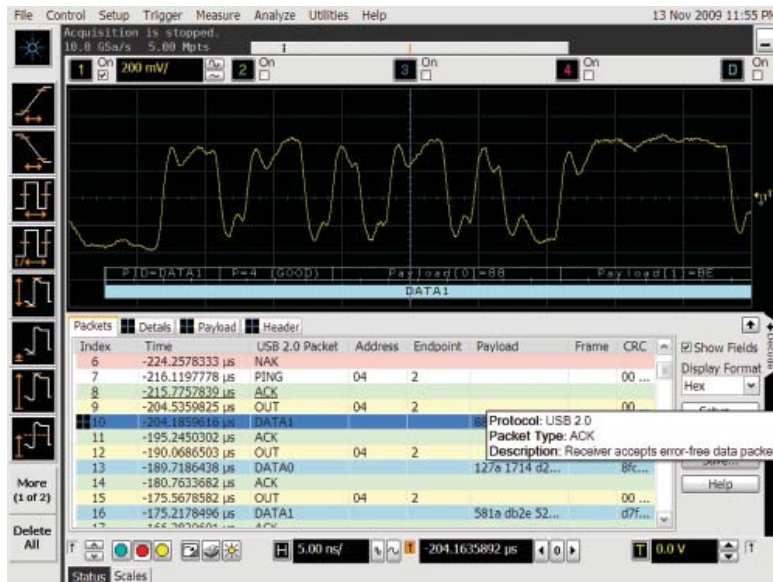 File Control Setup Trigger Measure Analyze Utilities Help 13 Nov 2009 11:55 PM
Acquisition is stopped.
10.0 GSa/s 5.00 Mpts
1 On 200 mV/ 2 On 3 On 4 On D On
PID=DATA1 P=4 (GOOD) Payload[0]=88 Payload[1]=BE
DATA1
Packets Details Payload Header
Index Time USB 2.0 Packet Address Endpoint Payload Frame CRC
6 -224.2578333 µs NAK
7 -216.1197778 µs PING 04 2 00 ...
8 -215.7757839 µs ACK
9 -204.5359825 µs OUT 04 2 00 ...
10 -204.1859616 µs DATA1
11 -195.2450302 µs ACK
12 -190.0686503 µs OUT 04 2
13 -189.7186438 µs DATA0 127a 1714 d2... 8fc...
14 -180.7633682 µs ACK
15 -175.5678582 µs OUT 04 2 00 ...
16 -175.2178496 µs DATA1 581a db2e 52... d7f...
17 ACK
Show Fields
Display Format
Hex
Protocol: USB 2.0
Packet Type: ACK
Description: Receiver accepts error-free data packe
Help
More
(1 of 2)
Delete
All
H 5.00 ns/ -204.1635892 µs 0 T 0.0 V
Status Scales